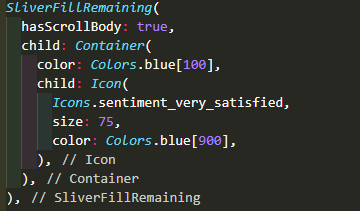 SliverFillRemaining(
  hasScrollBody: true,
  child: Container(
    color: Colors.blue[100],
    child: Icon(
      Icons.sentiment_very_satisfied,
      size: 75,
      color: Colors.blue[900],
    ), // Icon
  ), // Container
), // SliverFillRemaining